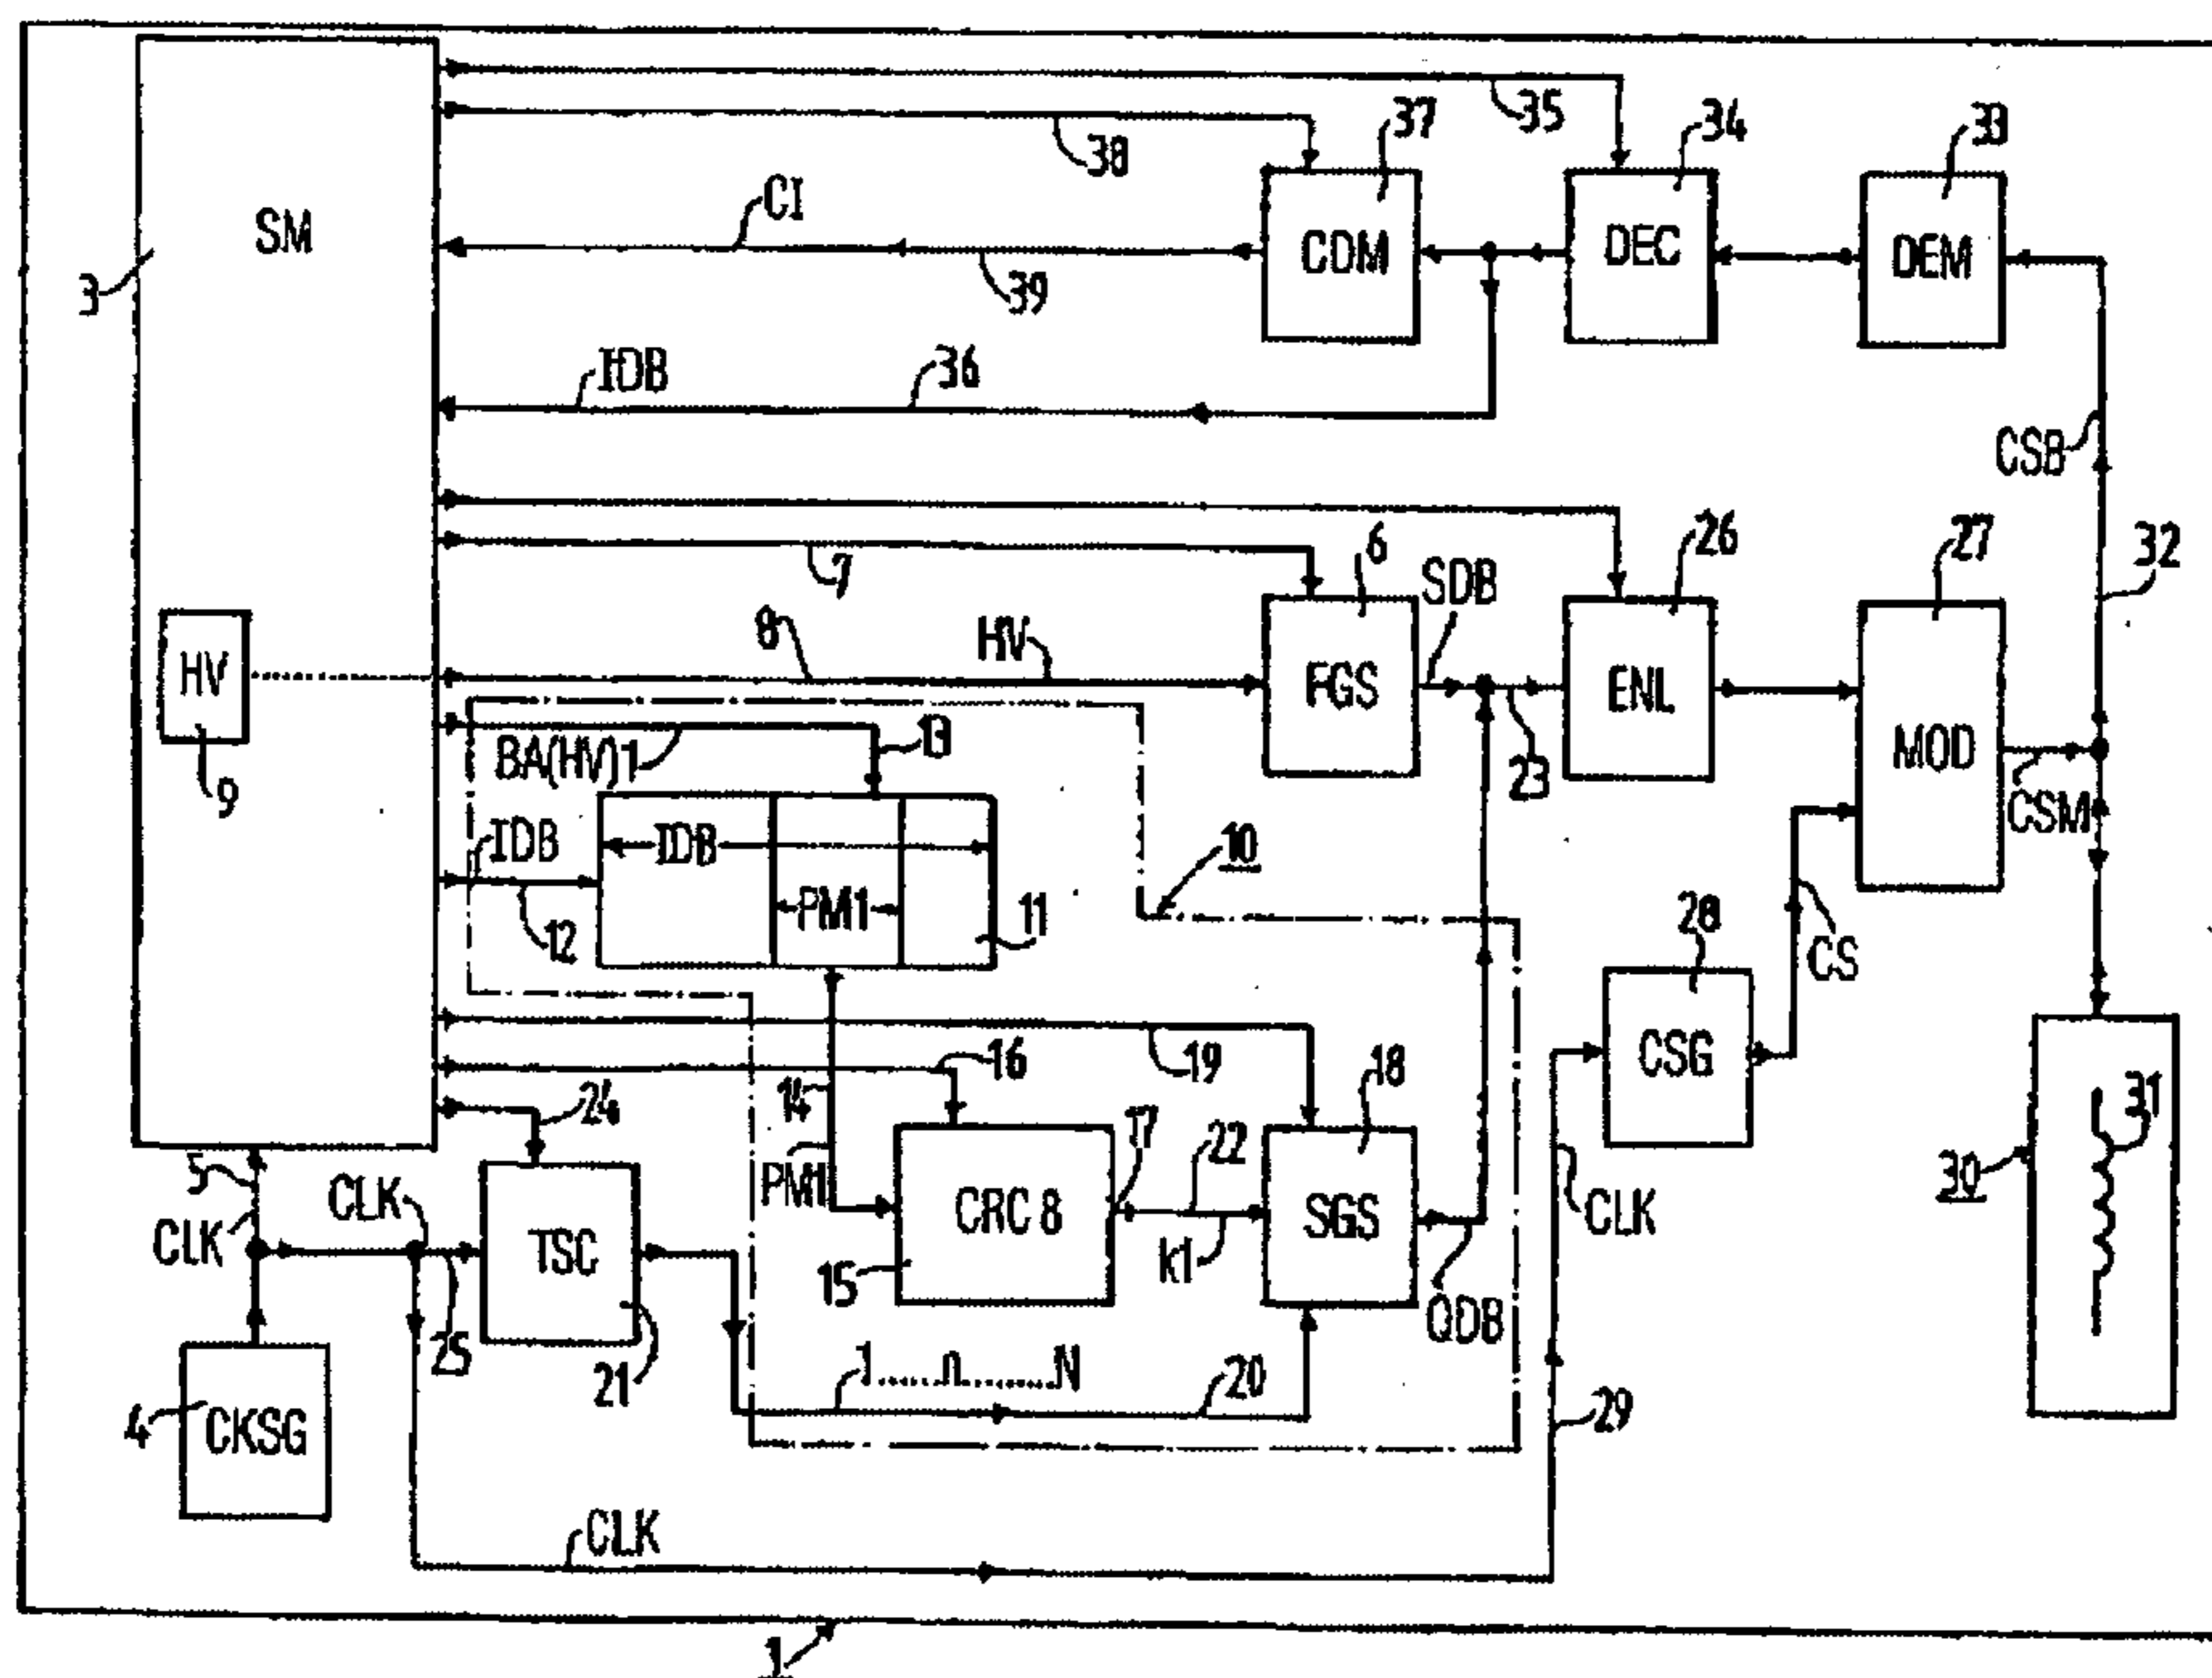 35
38
37
34
33
SM
CI
COM
DEC
DEM
3
39
IDB
36
CSB
7
6
26
27
32
SDB
8
HV
HV
FGS
ENL
MOD
9
BA(HV)1
13
23
CSM
IDB
IDB
10
PM1
11
12
28
CS
19
CSG
16
14
18
24
31
5
17
22
30
CLK
CLK
PM1
CRC 8
SGS
CLK
TSC
15
k1
QDB
25
21
1.....n........N
20
29
4
CKSG
CLK
1